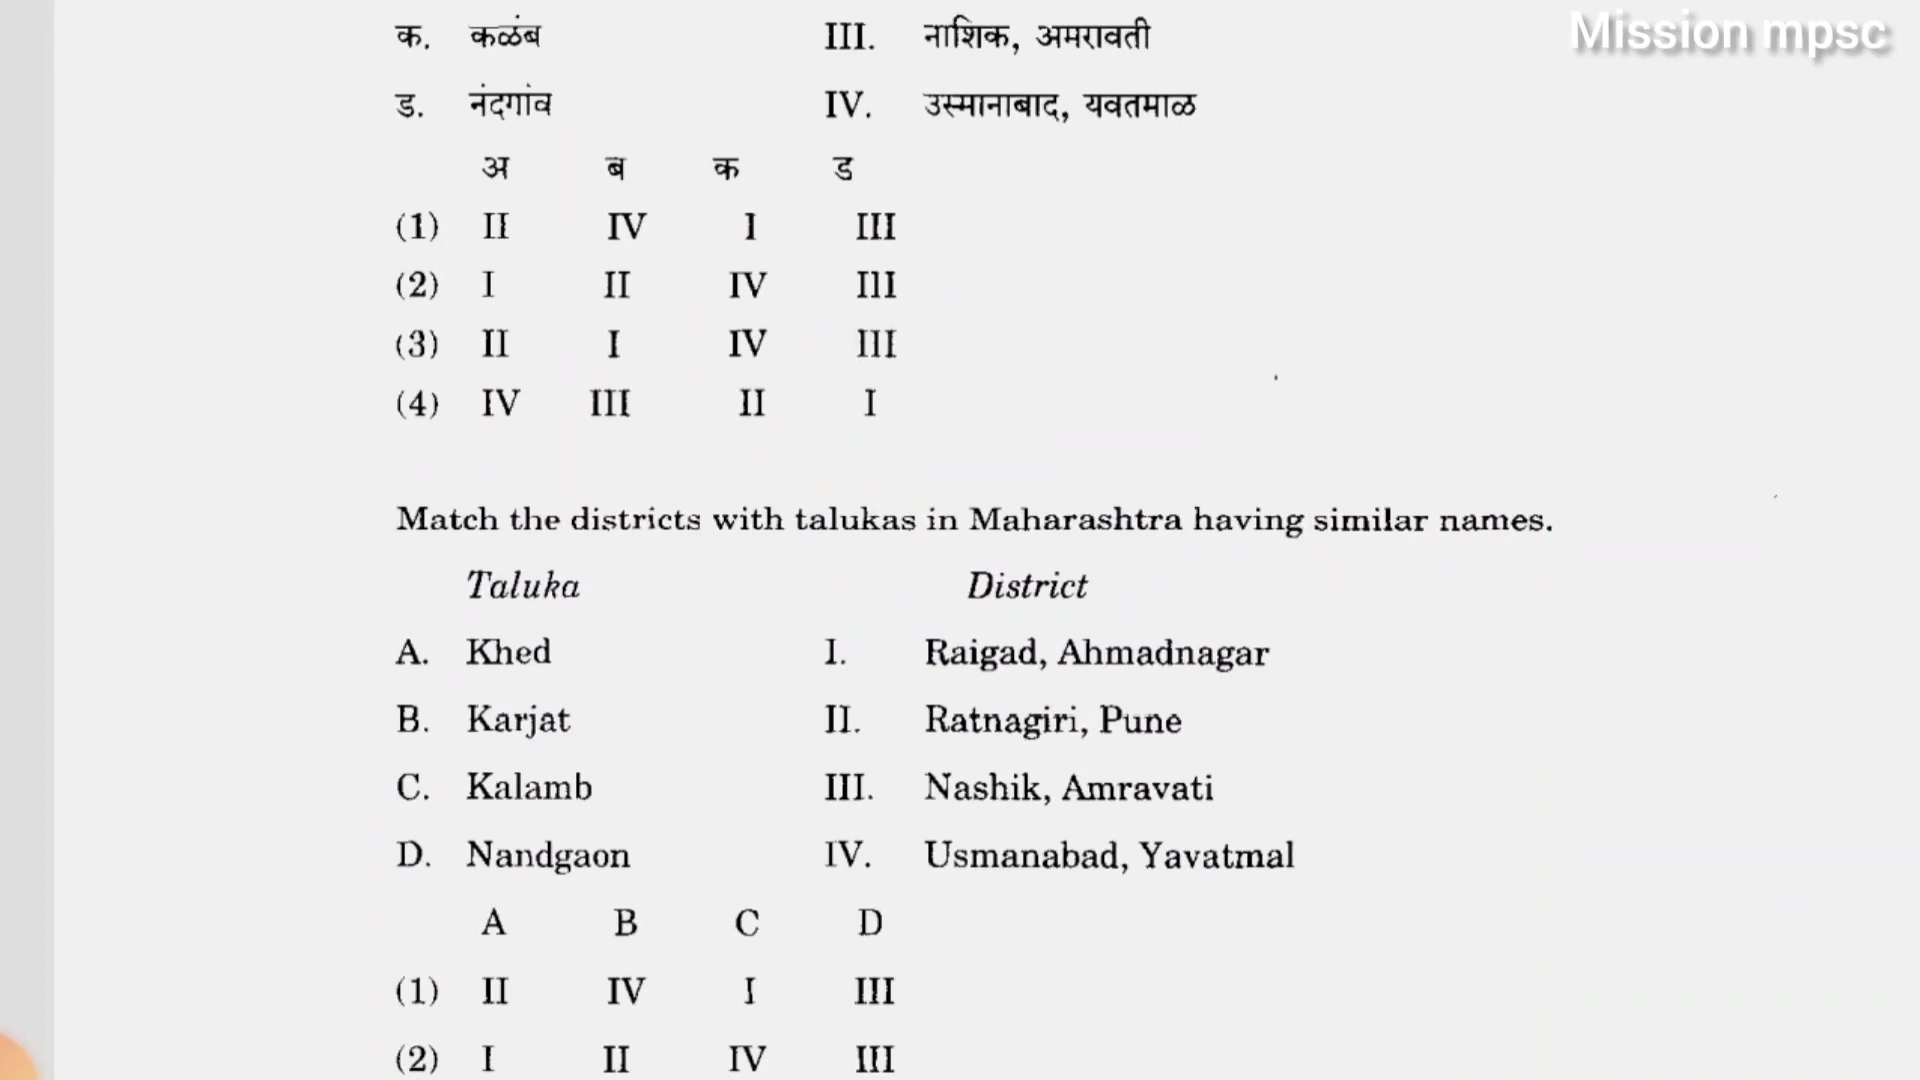 Mission mpsc
क. कळंब III. नाशिक, अमरावती
ड. नंदगांव IV. उस्मानाबाद, यवतमाळ
अ ब क ड
(1) II IV I III
(2) I II IV III
(3) II I IV III
(4) IV III II I
Match the districts with talukas in Maharashtra having similar names.
Taluka District
A. Khed I. Raigad, Ahmadnagar
B. Karjat II. Ratnagiri, Pune
C. Kalamb III. Nashik, Amravati
D. Nandgaon IV. Usmanabad, Yavatmal
A B C D
(1) II IV I III
(2) I II IV III